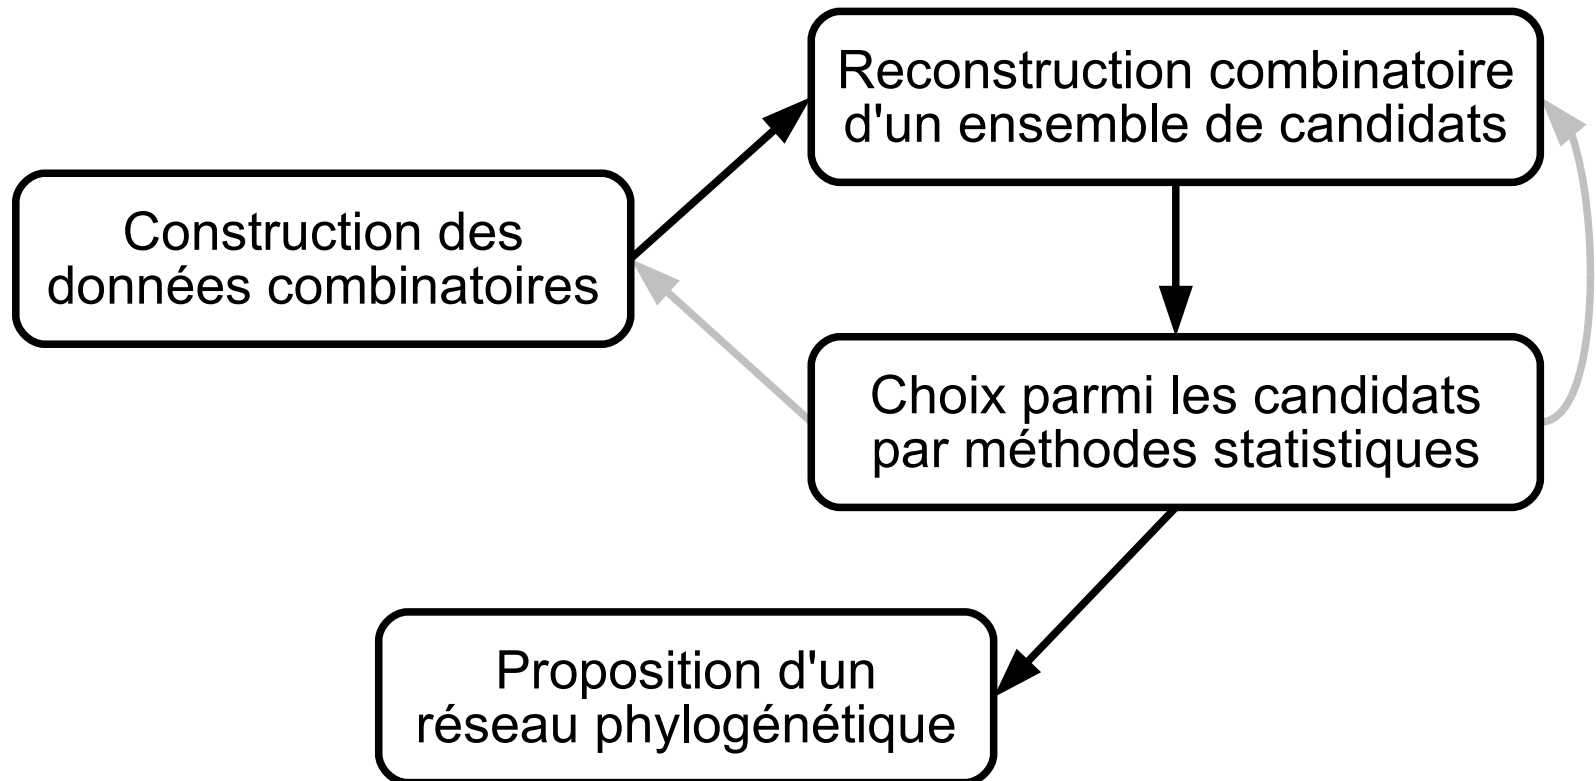 Reconstruction combinatoire
d'un ensemble de candidats
Construction des
données combinatoires
Choix parmi les candidats
par méthodes statistiques
Proposition d'un
réseau phylogénétique